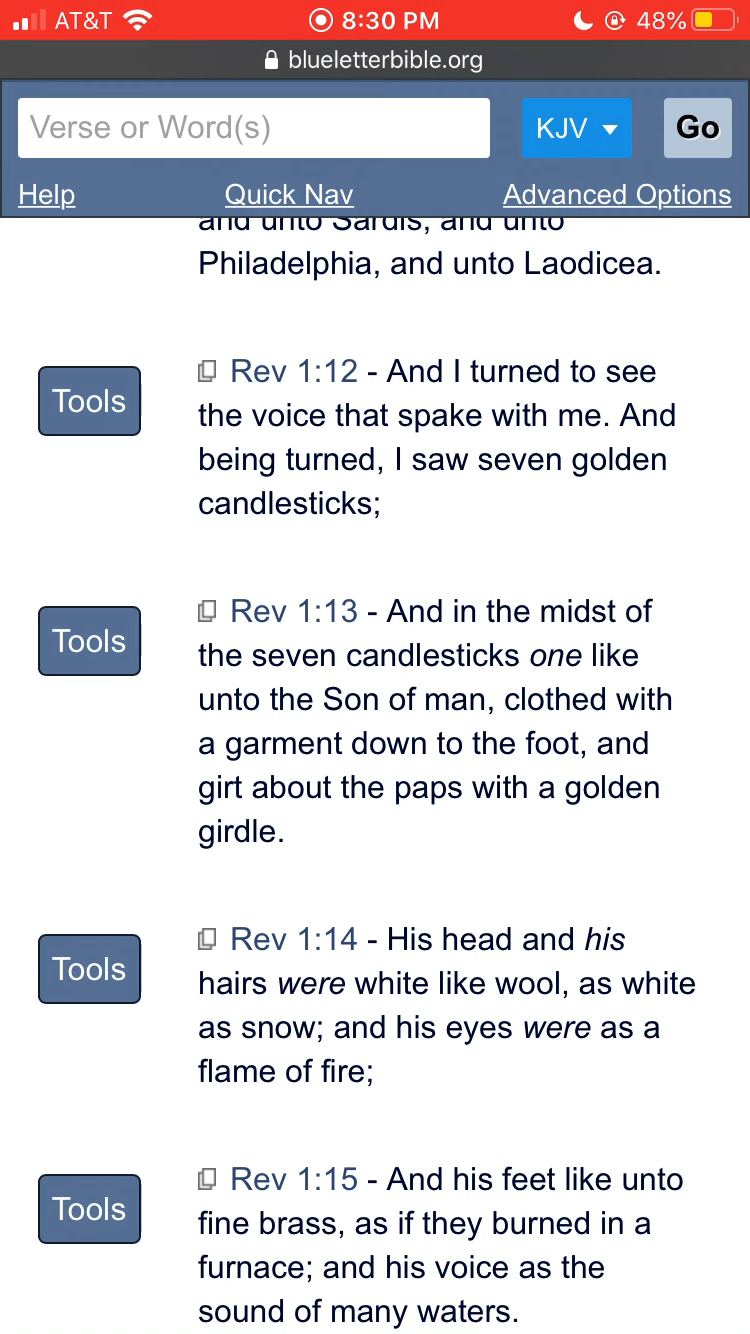 AT&T 8:30 PM 48%
blueletterbible.org
Verse or Word(s) KJV Go
Help Quick Nav Advanced Options
and unto Sardis, and unto
Philadelphia, and unto Laodicea.
Tools
Rev 1:12 - And I turned to see
the voice that spake with me. And
being turned, I saw seven golden
candlesticks;
Tools
Rev 1:13 - And in the midst of
the seven candlesticks one like
unto the Son of man, clothed with
a garment down to the foot, and
girt about the paps with a golden
girdle.
Tools
Rev 1:14 - His head and his
hairs were white like wool, as white
as snow; and his eyes were as a
flame of fire;
Tools
Rev 1:15 - And his feet like unto
fine brass, as if they burned in a
furnace; and his voice as the
sound of many waters.